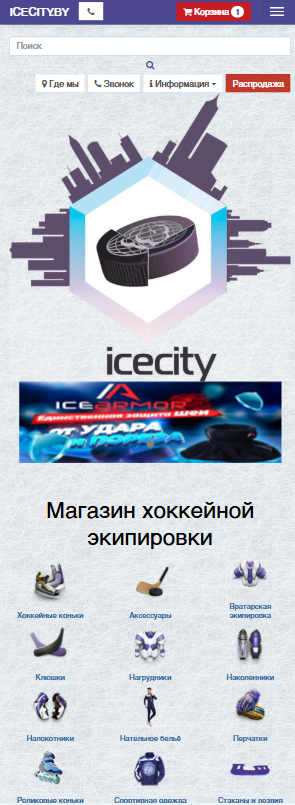 ICECITY.BY
Корзина 1
Поиск
Где мы Звонок Информация Распродажа
icecity
ICEARMOR
Единственная защита шеи
от УДАРА
и ПОРЕЗА
Магазин хоккейной
экипировки
Хоккейные коньки Аксессуары Вратарская
экипировка
Клюшки Нагрудники Наколенники
Налокотники Нательное бельё Перчатки
Роликовые коньки Спортивная одежда Стаканы и лезвия